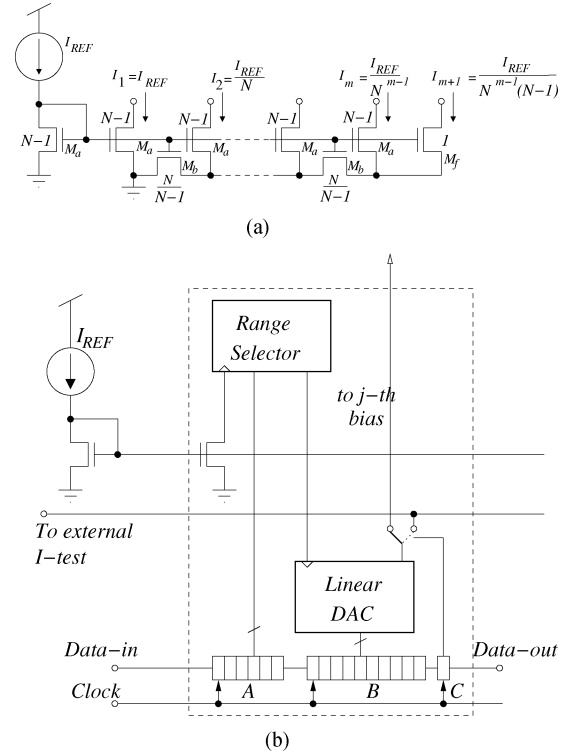 I_REF
I_1=I_REF
I_2=I_REF/N
I_m=I_REF/N^{m-1}
I_{m+1}=I_REF/N^{m-1}(N-1)
N-1
M_a
N-1
M_a
N-1
M_a
N-1
M_a
N-1
M_a
1
M_f
M_b
N/N-1
M_b
N/N-1
(a)
Range
Selector
I_REF
to j-th
bias
To external
I-test
Linear
DAC
Data-in
Data-out
Clock
A
B
C
(b)